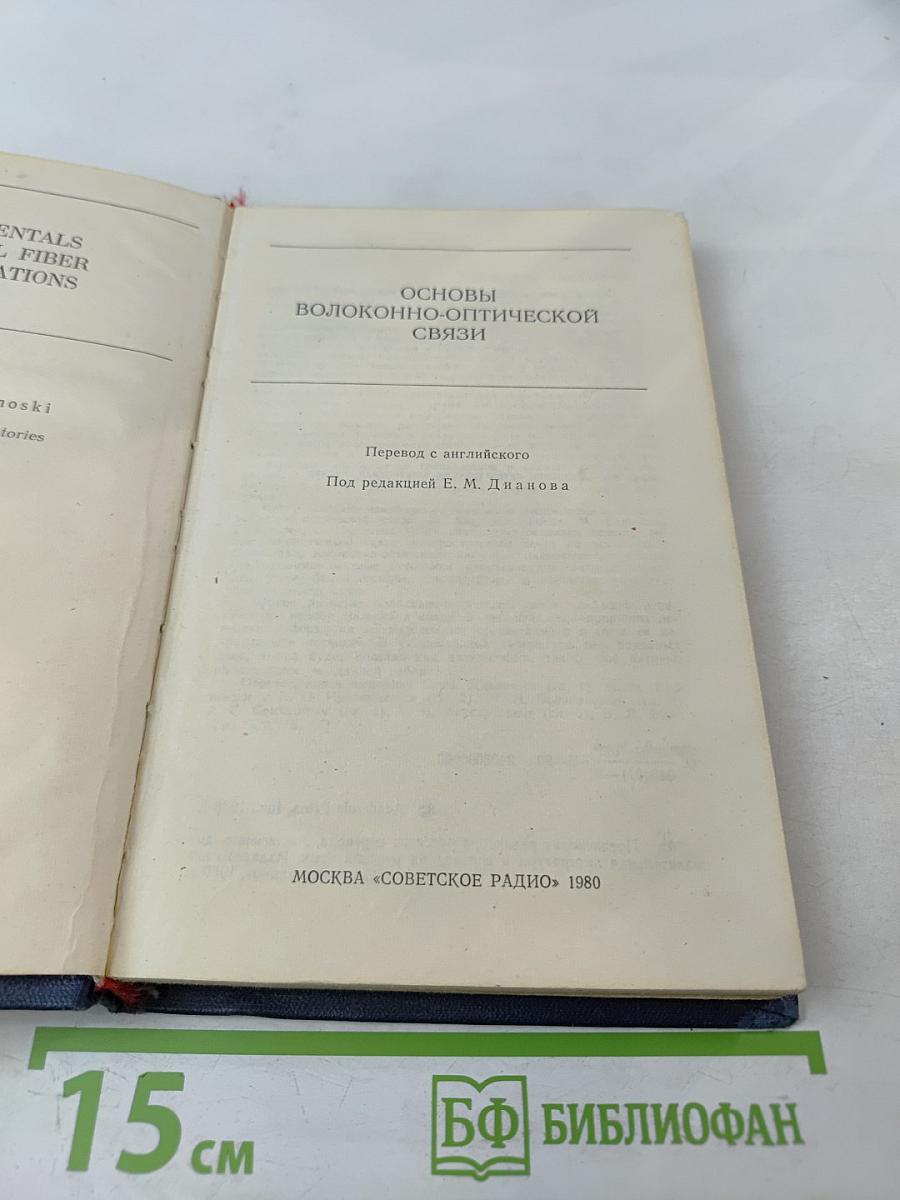 ENTALS
FIBER
ATIONS
noski
tories
ОСНОВЫ
ВОЛОКОННО-ОПТИЧЕСКОЙ
СВЯЗИ
Перевод с английского
Под редакцией Е. М. Дианова
МОСКВА «СОВЕТСКОЕ РАДИО» 1980
15 см
БФ БИБЛИОФАН